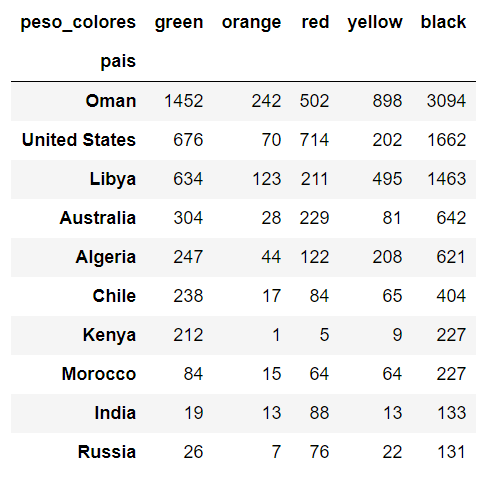 peso_colores green orange red yellow black
pais
Oman 1452 242 502 898 3094
United States 676 70 714 202 1662
Libya 634 123 211 495 1463
Australia 304 28 229 81 642
Algeria 247 44 122 208 621
Chile 238 17 84 65 404
Kenya 212 1 5 9 227
Morocco 84 15 64 64 227
India 19 13 88 13 133
Russia 26 7 76 22 131